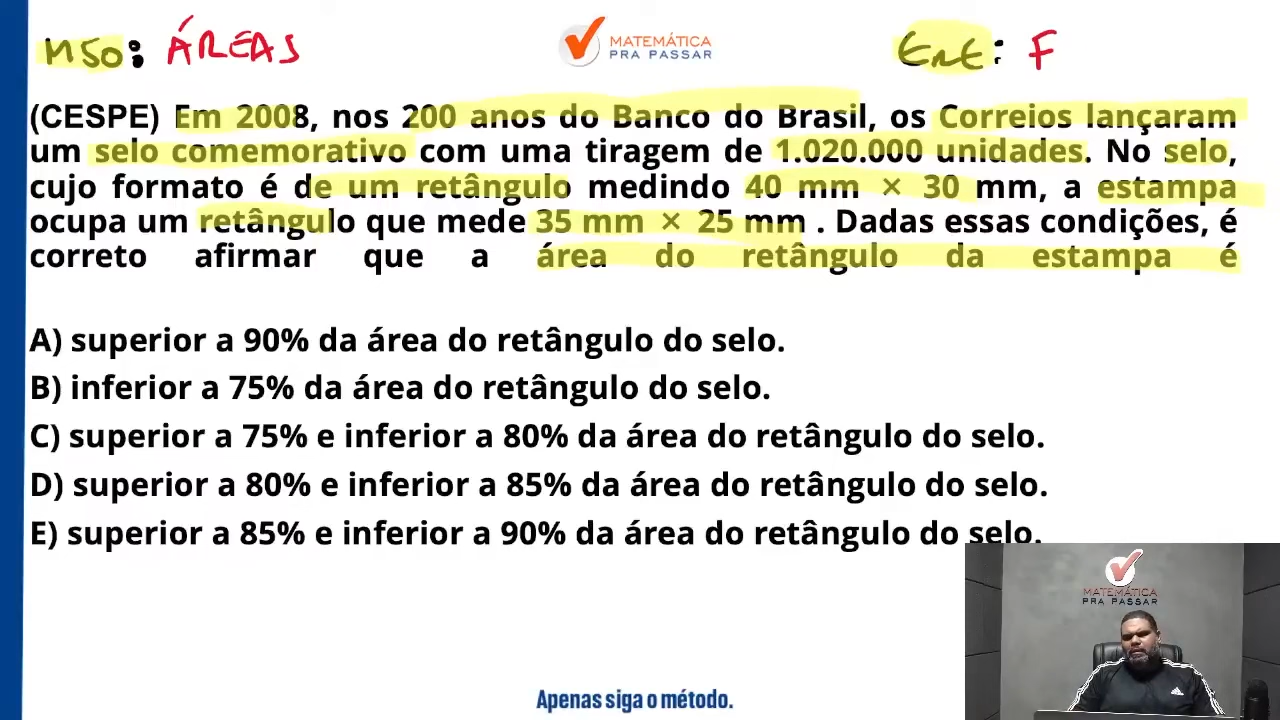 M50: ÁREAS
MATEMÁTICA
PRA PASSAR
: F
(CESPE) Em 2008, nos 200 anos do Banco do Brasil, os Correios lançaram
um selo comemorativo com uma tiragem de 1.020.000 unidades. No selo,
cujo formato é de um retângulo medindo 40 mm × 30 mm, a estampa
ocupa um retângulo que mede 35 mm × 25 mm . Dadas essas condições, é
correto afirmar que a área do retângulo da estampa é
A) superior a 90% da área do retângulo do selo.
B) inferior a 75% da área do retângulo do selo.
C) superior a 75% e inferior a 80% da área do retângulo do selo.
D) superior a 80% e inferior a 85% da área do retângulo do selo.
E) superior a 85% e inferior a 90% da área do retângulo do selo.
MATEMÁTICA
PRA PASSAR
Apenas siga o método.